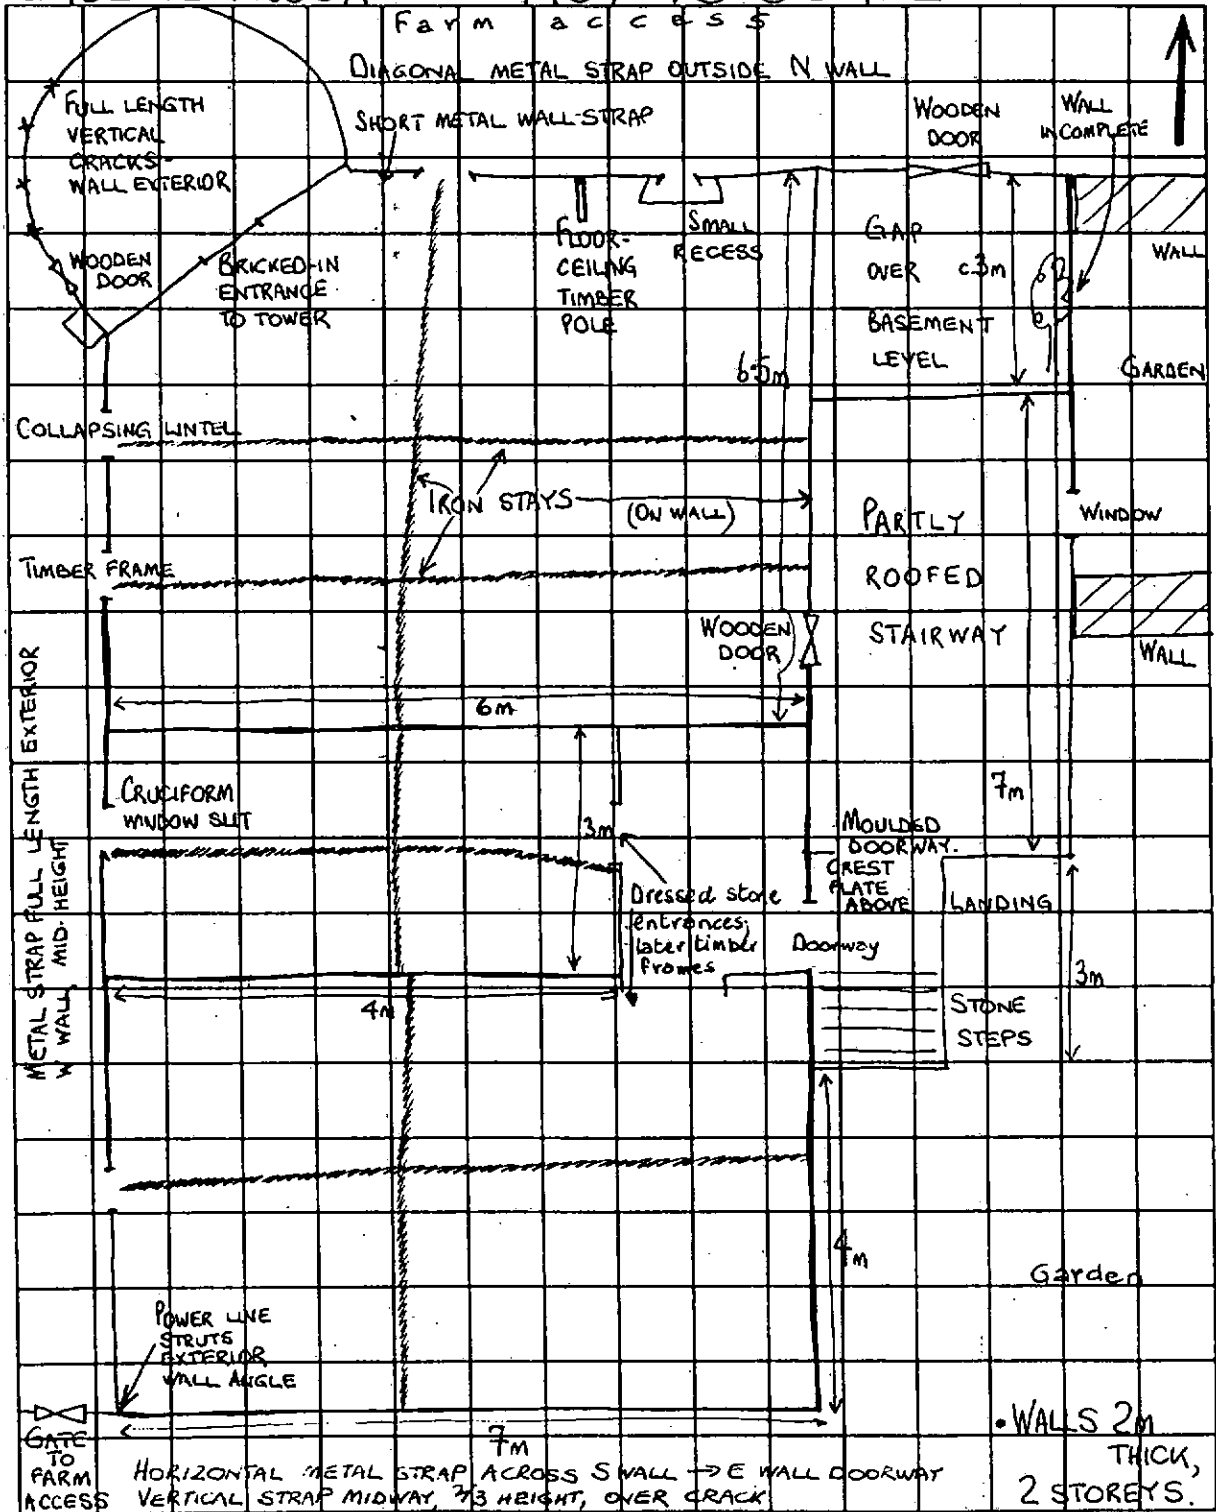 Farm access
DIAGONAL METAL STRAP OUTSIDE N WALL
FULL LENGTH
VERTICAL
CRACKS-
WALL EXTERIOR
SHORT METAL WALL-STRAP
WOODEN
DOOR
WALL
INCOMPLETE
WOODEN
DOOR
BRICKED-IN
ENTRANCE
TO TOWER
FLOOR-
CEILING
TIMBER
POLE
SMALL
RECESS
GAP
OVER
BASEMENT
LEVEL
c.3m
WALL
GARDEN
6.5m
COLLAPSING LINTEL
IRON STAYS
(ON WALL)
PARTLY
ROOFED
STAIRWAY
WINDOW
TIMBER FRAME
WOODEN
DOOR
WALL
6m
METAL STRAP FULL LENGTH EXTERIOR
W WALL, MID-HEIGHT
CRUCIFORM
WINDOW SLIT
3m
7m
MOULDED
DOORWAY.
CREST
PLATE
ABOVE
LANDING
Dressed stone
entrances;
later timber
frames
Doorway
4m
3m
STONE
STEPS
4m
Garden
POWER LINE
STRUTS
EXTERIOR
WALL ANGLE
7m
GATE
TO
FARM
ACCESS
HORIZONTAL METAL STRAP ACROSS S WALL → E WALL DOORWAY
VERTICAL STRAP MIDWAY, 2/3 HEIGHT, OVER CRACK
• WALLS 2m
THICK,
2 STOREYS.